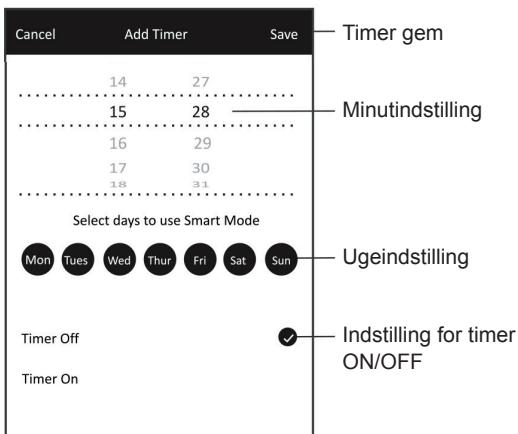 Cancel Add Timer Save Timer gem
14 27
15 28 Minutindstilling
16 29
17 30
18 31
Select days to use Smart Mode
Mon Tues Wed Thur Fri Sat Sun Ugeindstilling
Timer Off Indstilling for timer
ON/OFF
Timer On